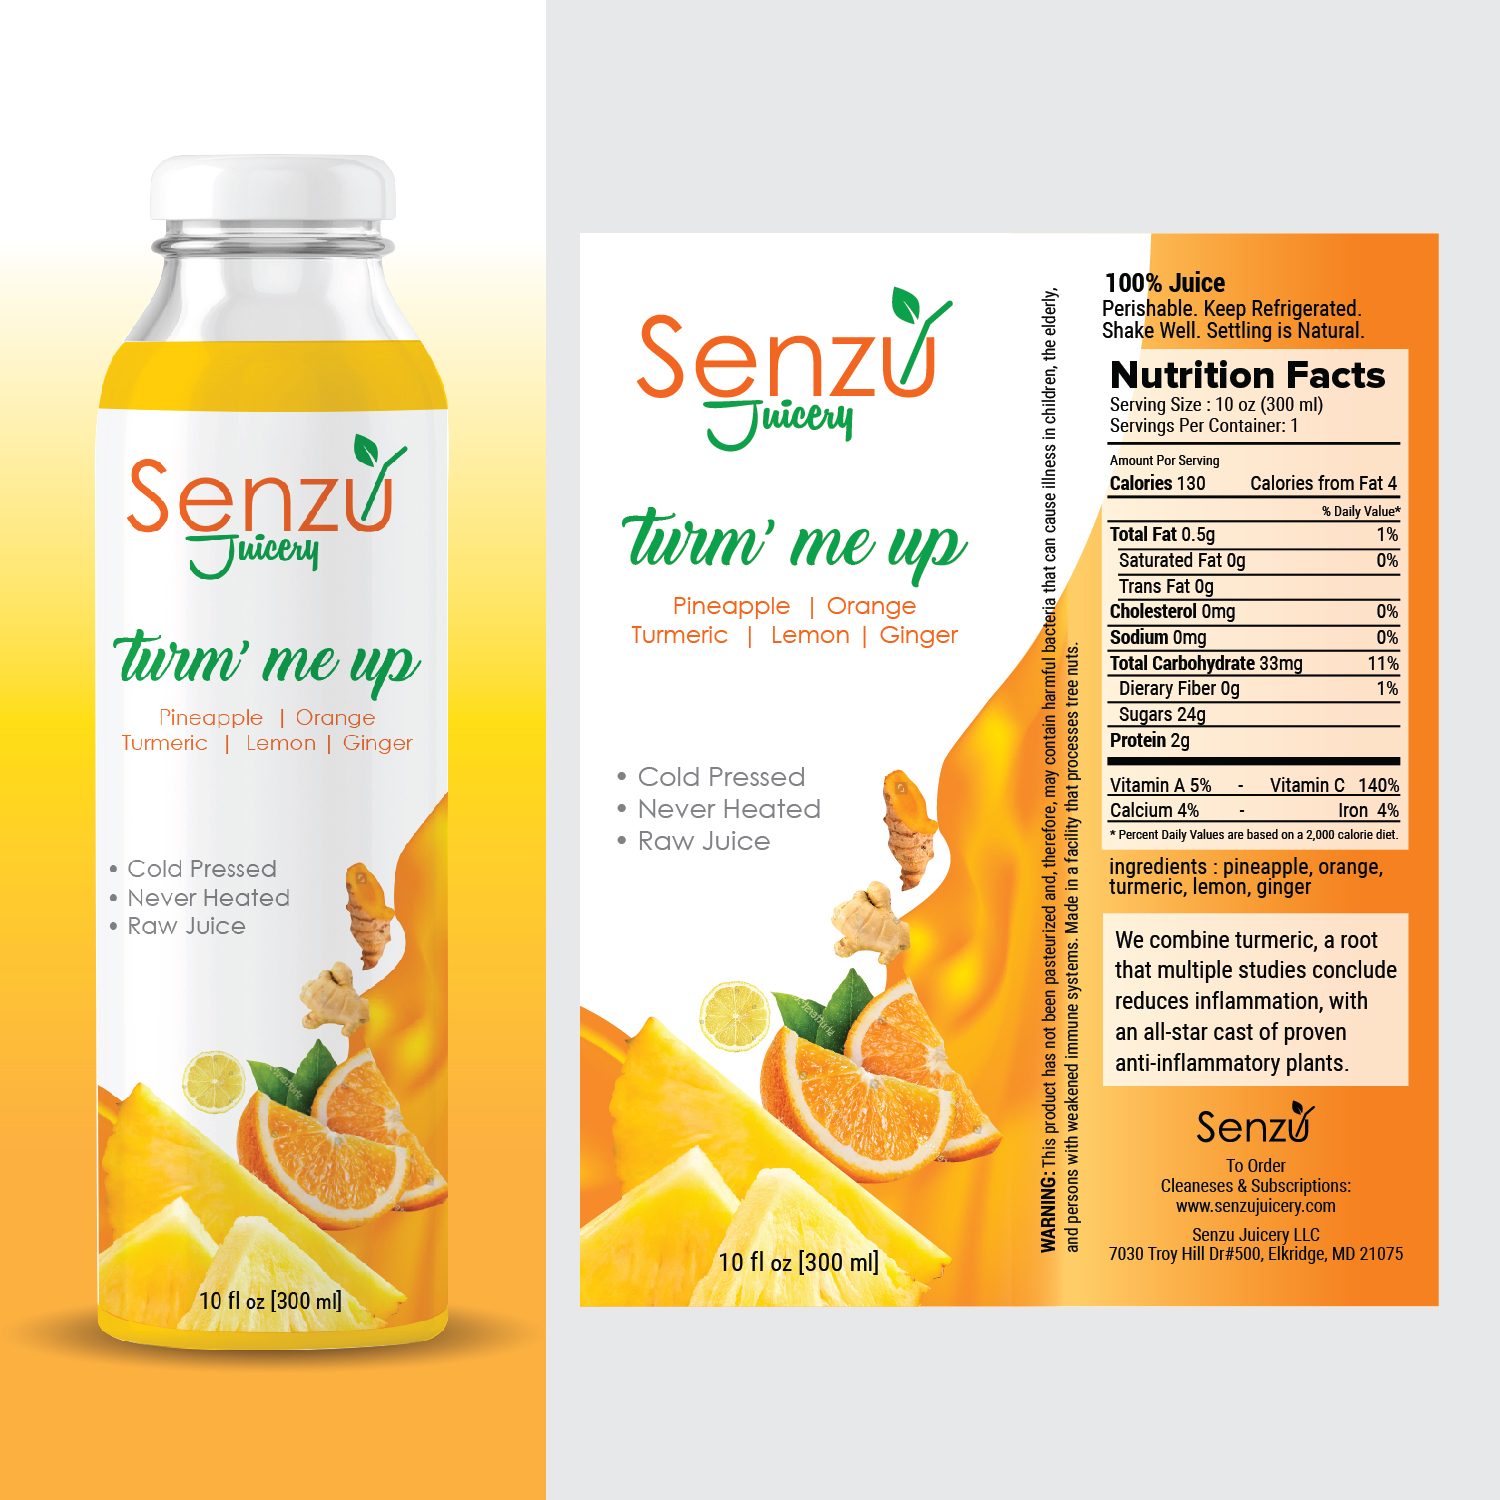 Senzu
Juicery
turm' me up
Pineapple | Orange
Turmeric | Lemon | Ginger
• Cold Pressed
• Never Heated
• Raw Juice
10 fl oz [300 ml]
Senzu
Juicery
turm' me up
Pineapple | Orange
Turmeric | Lemon | Ginger
• Cold Pressed
• Never Heated
• Raw Juice
10 fl oz [300 ml]
WARNING: This product has not been pasteurized and, therefore, may contain harmful bacteria that can cause illness in children, the elderly,
and persons with weakened immune systems. Made in a facility that processes tree nuts.
100% Juice
Perishable. Keep Refrigerated.
Shake Well. Settling is Natural.
Nutrition Facts
Serving Size : 10 oz (300 ml)
Servings Per Container: 1
Amount Per Serving
Calories 130 Calories from Fat 4
% Daily Value*
Total Fat 0.5g 1%
Saturated Fat 0g 0%
Trans Fat 0g
Cholesterol 0mg 0%
Sodium 0mg 0%
Total Carbohydrate 33mg 11%
Dierary Fiber 0g 1%
Sugars 24g
Protein 2g
Vitamin A 5% - Vitamin C 140%
Calcium 4% - Iron 4%
* Percent Daily Values are based on a 2,000 calorie diet.
ingredients : pineapple, orange,
turmeric, lemon, ginger
We combine turmeric, a root
that multiple studies conclude
reduces inflammation, with
an all-star cast of proven
anti-inflammatory plants.
Senzu
To Order
Cleaneses & Subscriptions:
www.senzujuicery.com
Senzu Juicery LLC
7030 Troy Hill Dr#500, Elkridge, MD 21075